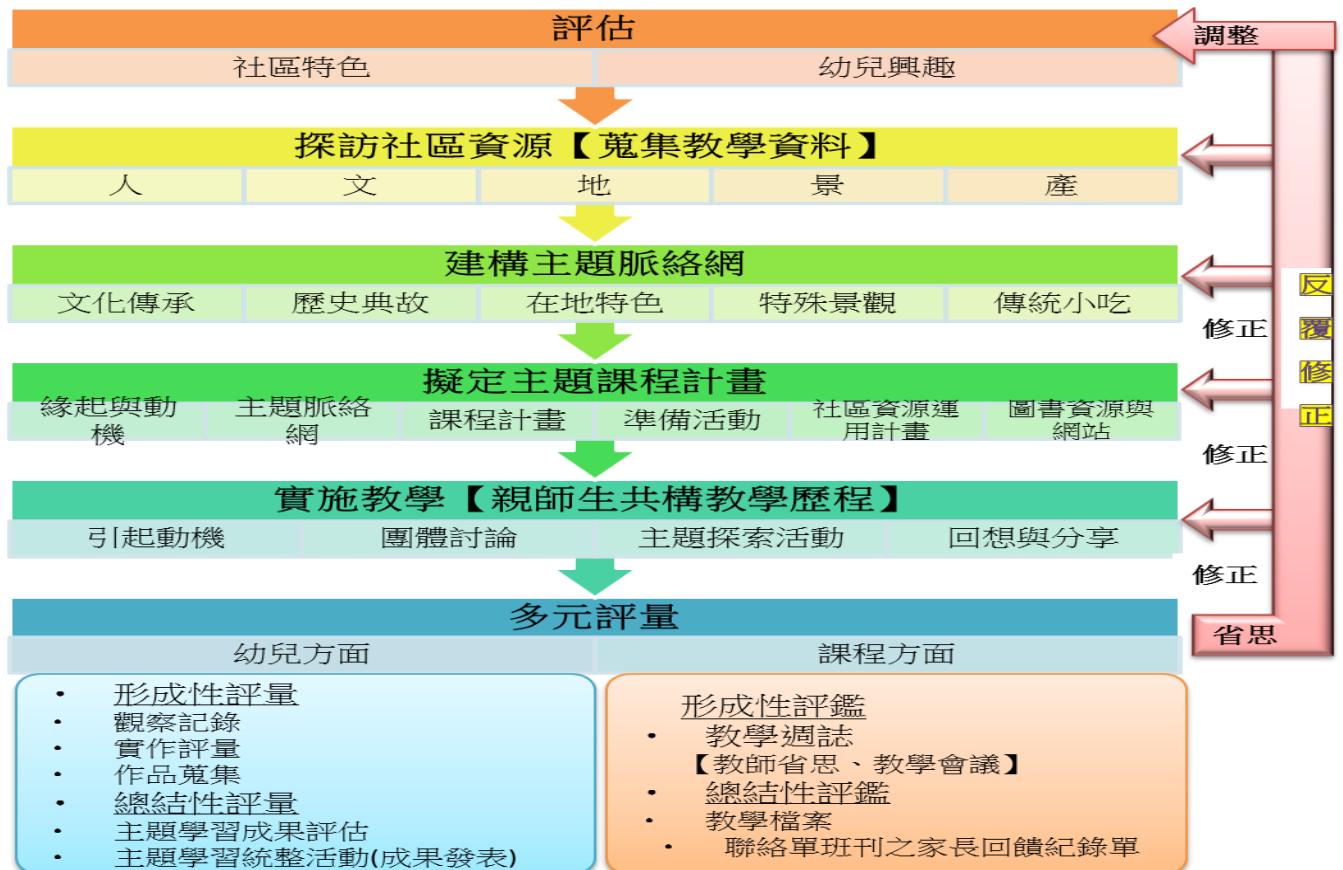 評估
調整
社區特色
幼兒興趣
探訪社區資源【蒐集教學資料】
人
文
地
景
產
建構主題脈絡網
文化傳承
歷史典故
在地特色
特殊景觀
傳統小吃
修正
反
覆
修
正
擬定主題課程計畫
緣起與動
機
主題脈絡
網
課程計畫
準備活動
社區資源運
用計畫
圖書資源與
網站
修正
實施教學【親師生共構教學歷程】
引起動機
團體討論
主題探索活動
回想與分享
修正
多元評量
省思
幼兒方面
課程方面
• 形成性評量
• 觀察記錄
• 實作評量
• 作品蒐集
• 總結性評量
• 主題學習成果評估
• 主題學習統整活動(成果發表)
形成性評鑑
• 教學週誌
【教師省思、教學會議】
• 總結性評鑑
• 教學檔案
• 聯絡單班刊之家長回饋紀錄單